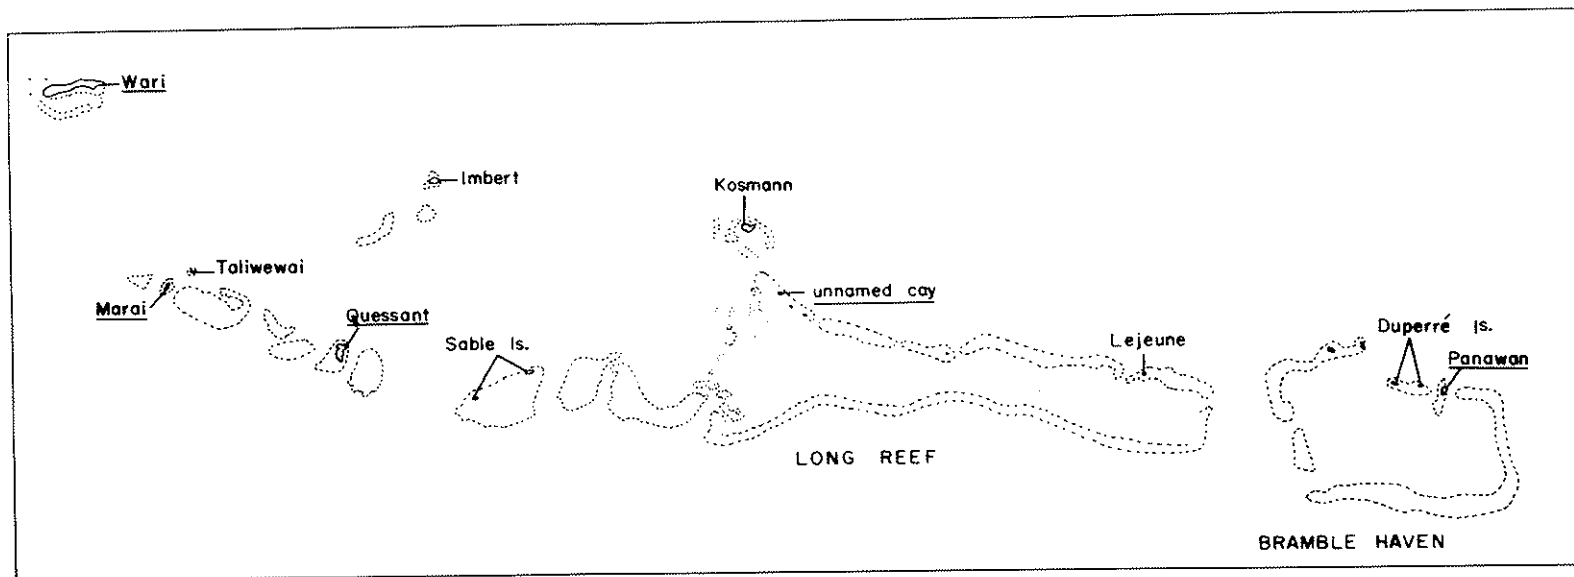 Wari
Imbert
Kosmann
Taliwewai
Marai
unnamed cay
Quessant
Sable Is.
Lejeune
Duperré Is.
Panawan
LONG REEF
BRAMBLE HAVEN